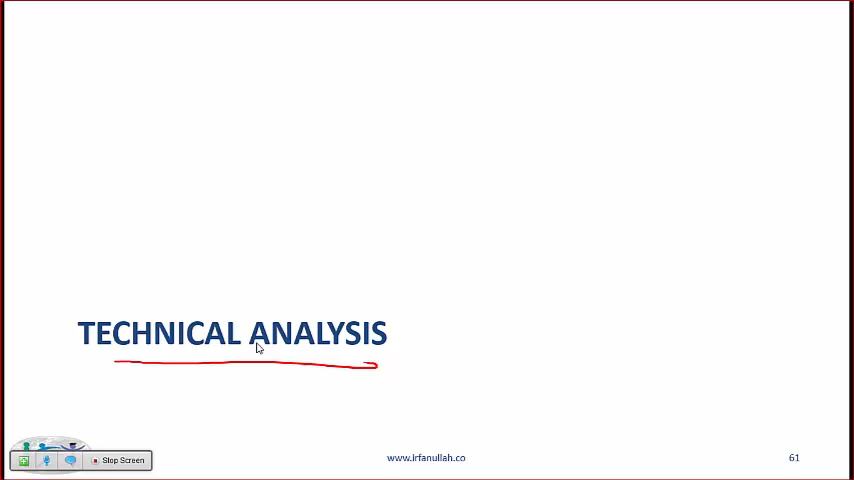 TECHNICAL ANALYSIS
Stop Screen
www.irfanullah.co
61